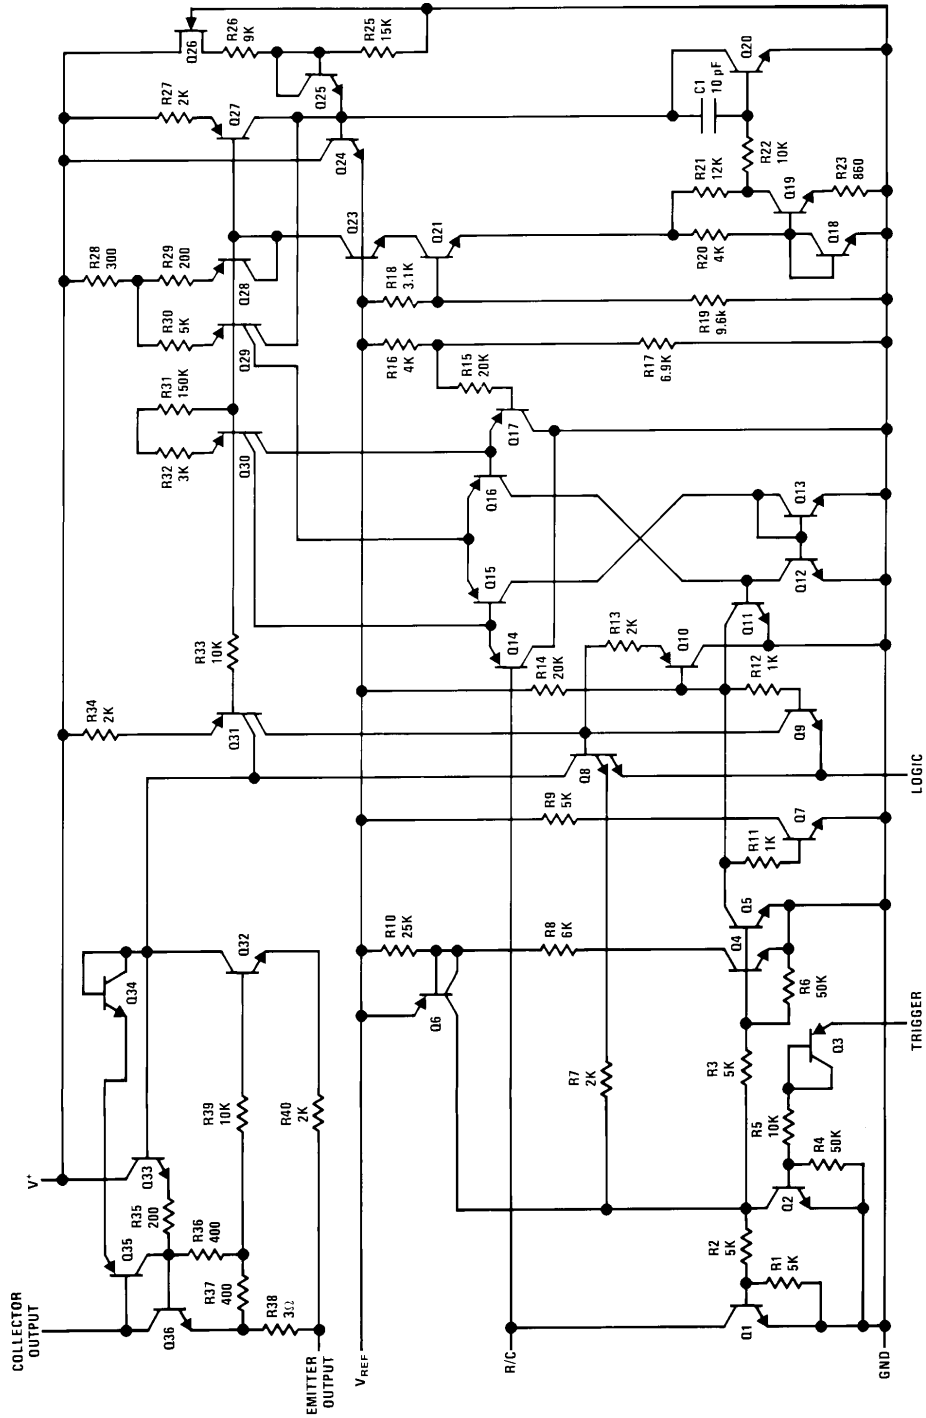 COLLECTOR
OUTPUT
V⁺
R34
2K
R28
300
R32
3K
R31
150K
R30
5K
R29
200
R27
2K
Q26
R26
9K
R25
15K
Q34
Q35
Q33
R35
200
Q36
R36
400
R37
400
R38
3Ω
R39
10K
R40
2K
Q32
Q31
R33
10K
Q30
Q29
Q28
Q27
Q25
Q24
EMITTER
OUTPUT
VREF
Q23
R10
25K
Q6
R16
4K
R18
3.1K
Q21
R15
20K
R/C
Q14
Q15
Q16
Q17
R14
20K
R9
5K
R8
6K
R7
2K
Q8
R13
2K
Q10
R17
6.9K
R19
9.6k
R20
4K
R21
12K
C1
10 pF
Q20
R22
10K
R2
5K
R3
5K
Q4
Q5
Q11
R12
1K
R11
1K
Q1
R1
5K
Q2
R5
10K
R4
50K
Q3
R6
50K
Q7
Q9
Q12
Q13
Q18
Q19
R23
860
GND
TRIGGER
LOGIC